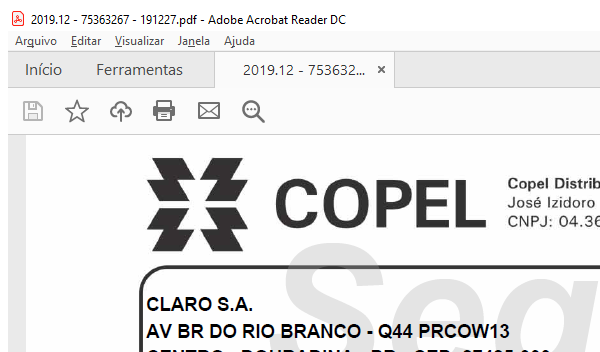 2019.12 - 75363267 - 191227.pdf - Adobe Acrobat Reader DC
Arquivo Editar Visualizar Janela Ajuda
Início Ferramentas 2019.12 - 753632... ×
COPEL
Copel Distrib
José Izidoro
CNPJ: 04.36
Seg
CLARO S.A.
AV BR DO RIO BRANCO - Q44 PRCOW13